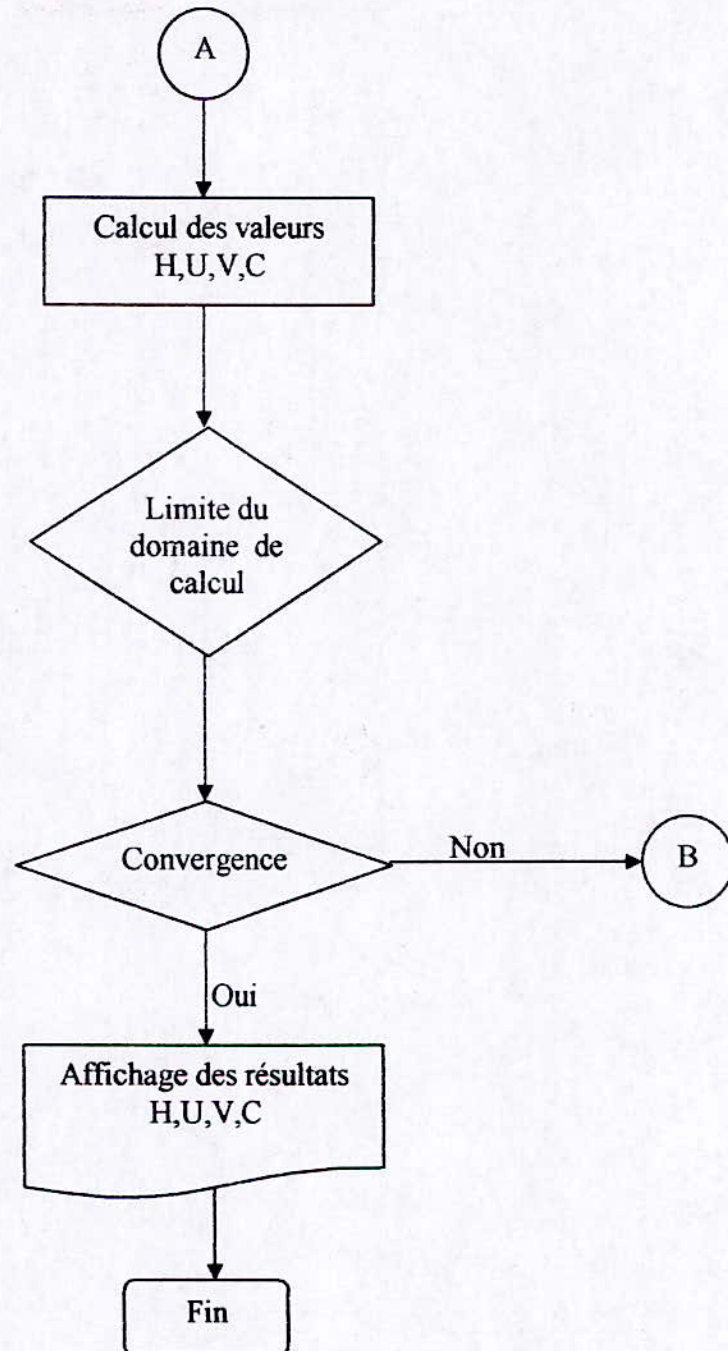 A
Calcul des valeurs
H,U,V,C
Limite du
domaine de
calcul
Convergence
Non
B
Oui
Affichage des résultats
H,U,V,C
Fin